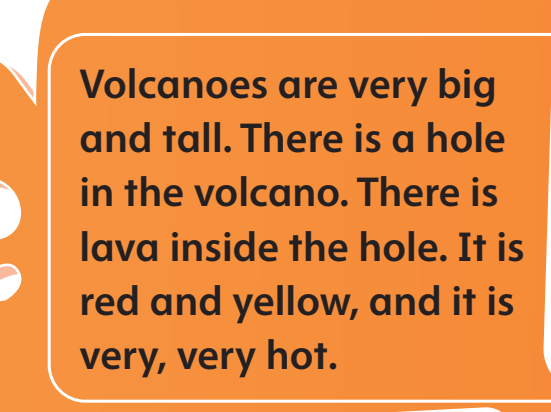 Volcanoes are very big
and tall. There is a hole
in the volcano. There is
lava inside the hole. It is
red and yellow, and it is
very, very hot.